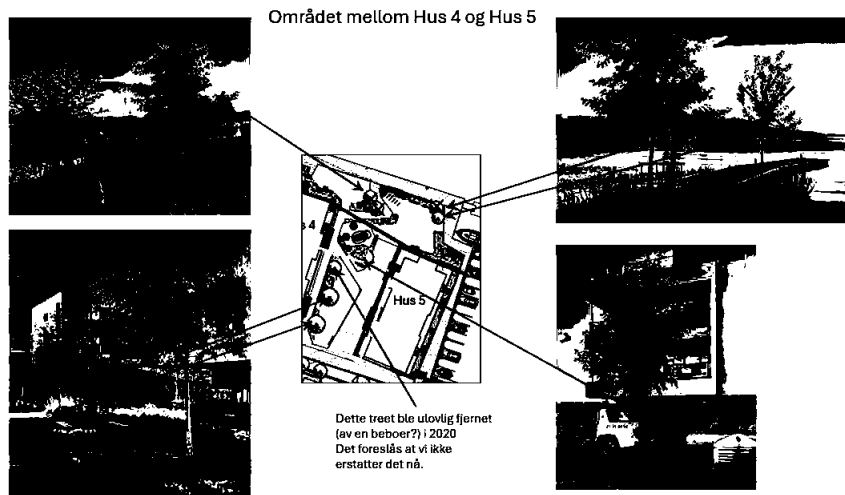 Området mellom Hus 4 og Hus 5
s 4
Hus 5
Dette trøet ble ulovlig fjernet
(av en beboer?) i 2020
Det foreslås at vi ikke
erstatter det nå.